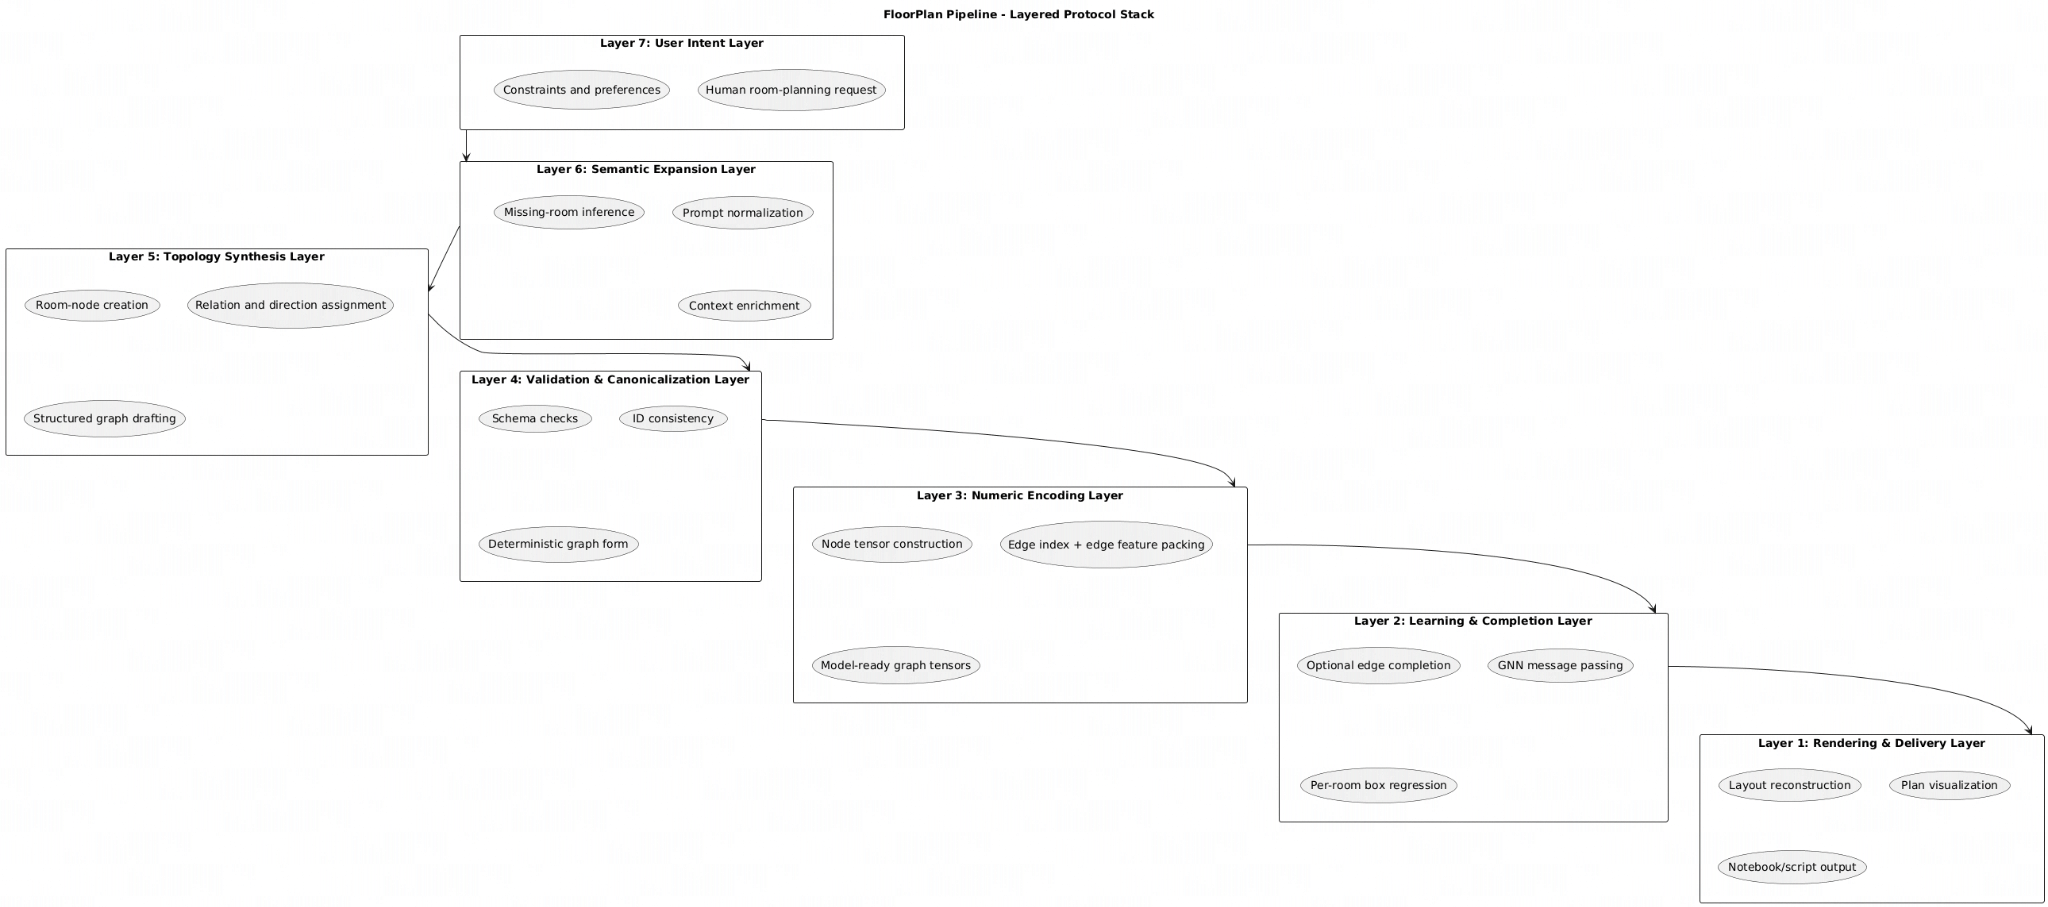 FloorPlan Pipeline - Layered Protocol Stack
Layer 7: User Intent Layer
Constraints and preferences
Human room-planning request
Layer 6: Semantic Expansion Layer
Missing-room inference
Prompt normalization
Context enrichment
Layer 5: Topology Synthesis Layer
Room-node creation
Relation and direction assignment
Structured graph drafting
Layer 4: Validation & Canonicalization Layer
Schema checks
ID consistency
Deterministic graph form
Layer 3: Numeric Encoding Layer
Node tensor construction
Edge index + edge feature packing
Model-ready graph tensors
Layer 2: Learning & Completion Layer
Optional edge completion
GNN message passing
Per-room box regression
Layer 1: Rendering & Delivery Layer
Layout reconstruction
Plan visualization
Notebook/script output